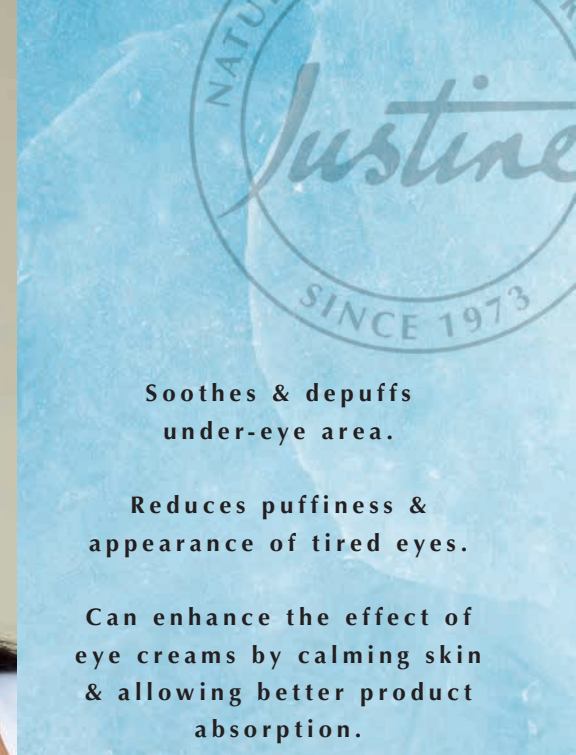 Justine
SINCE 1973
Soothes & depuffs
under-eye area.
Reduces puffiness &
appearance of tired eyes.
Can enhance the effect of
eye creams by calming skin
& allowing better product
absorption.